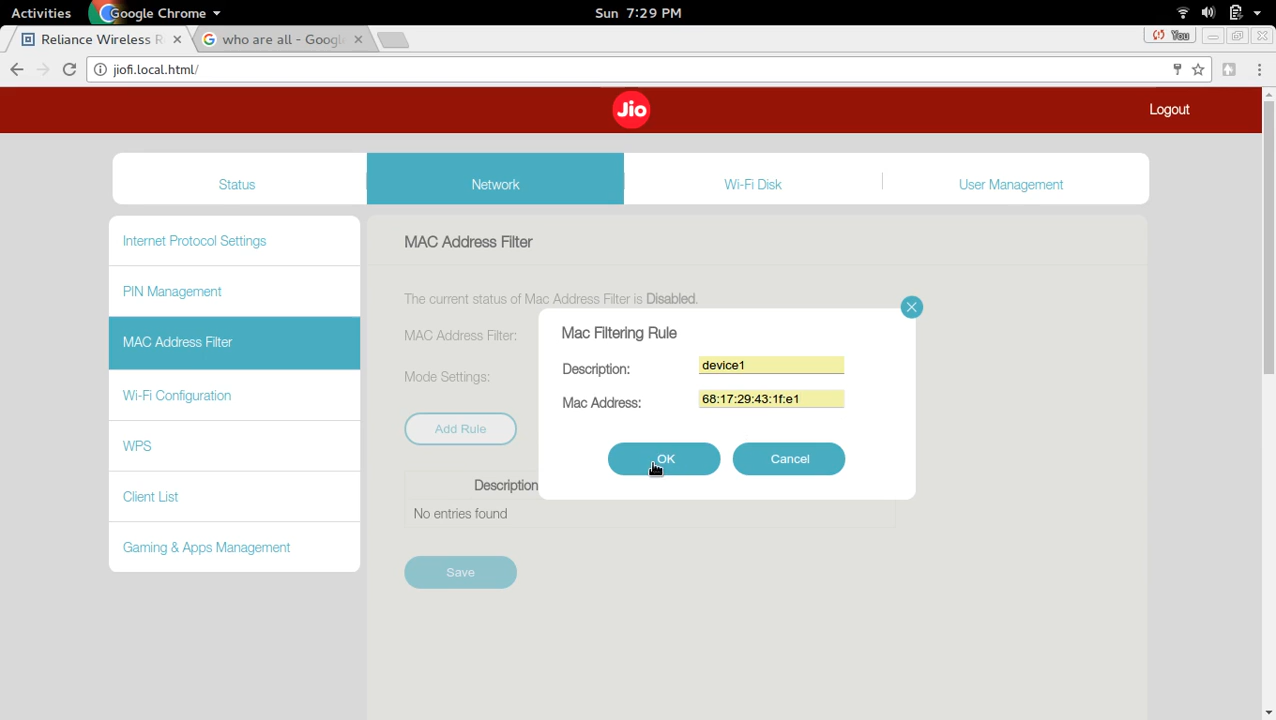 Activities Google Chrome Sun 7:29 PM
Reliance Wireless R who are all - Google You
jiofi.local.html/
Jio Logout
Status Network Wi-Fi Disk User Management
Internet Protocol Settings
PIN Management
MAC Address Filter
Wi-Fi Configuration
WPS
Client List
Gaming & Apps Management
MAC Address Filter
The current status of Mac Address Filter is Disabled.
MAC Address Filter:
Mode Settings:
Add Rule
Description
No entries found
Save
Mac Filtering Rule
Description: device1
Mac Address: 68:17:29:43:1f:e1
OK Cancel